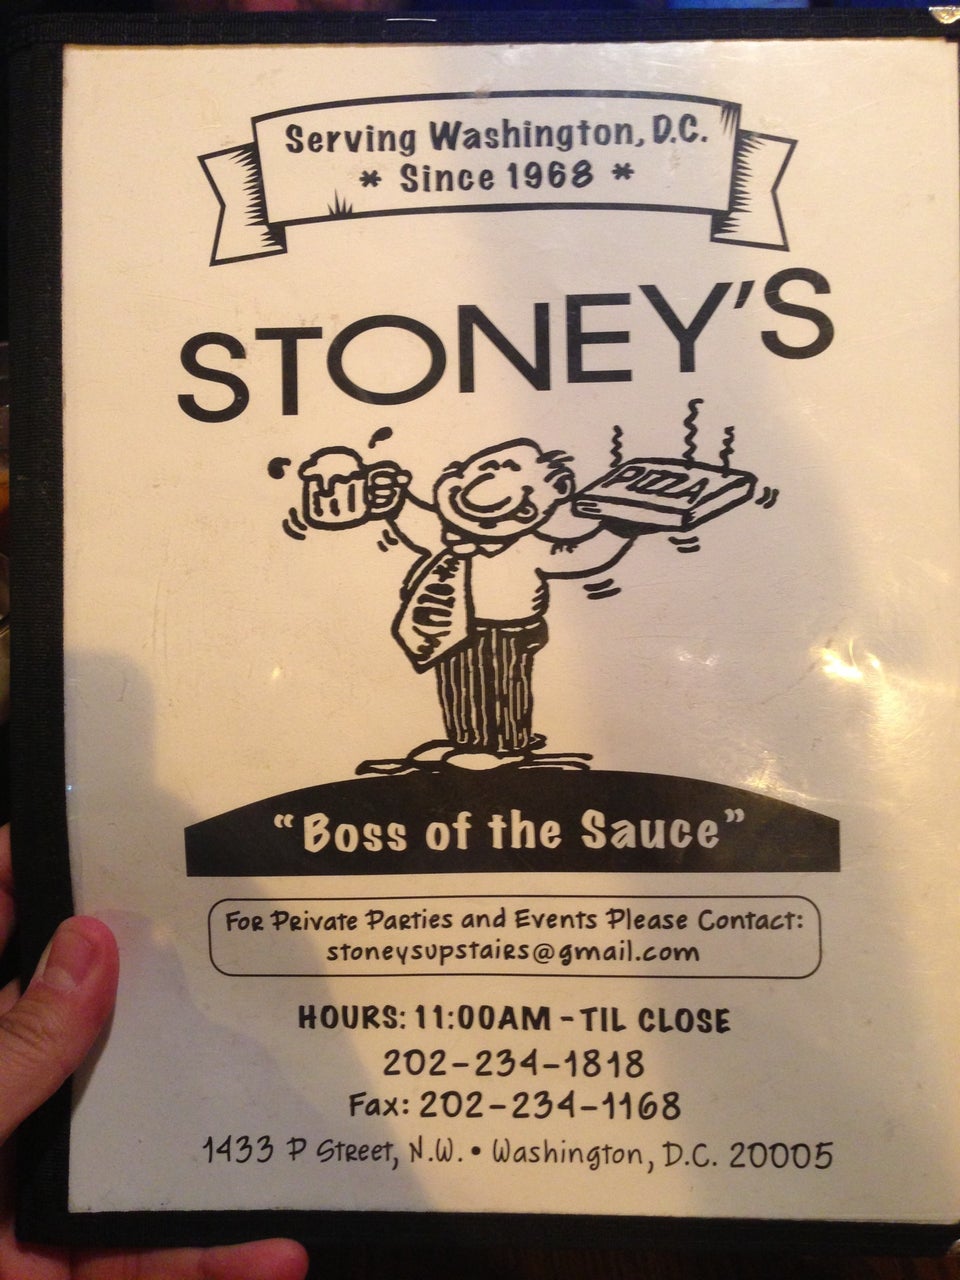 Serving Washington, D.C.
* Since 1968 *
STONEY'S
PIZZA
"Boss of the Sauce"
For Private Parties and Events Please Contact:
stoneysupstairs@gmail.com
HOURS: 11:00AM - TIL CLOSE
202-234-1818
Fax: 202-234-1168
1433 P Street, N.W. • Washington, D.C. 20005